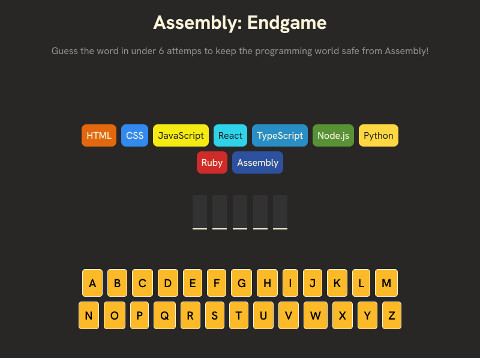 Assembly: Endgame
Guess the word in under 6 attemps to keep the programming world safe from Assembly!
HTML CSS JavaScript React TypeScript Node.js Python
Ruby Assembly
A B C D E F G H I J K L M
N O P Q R S T U V W X Y Z